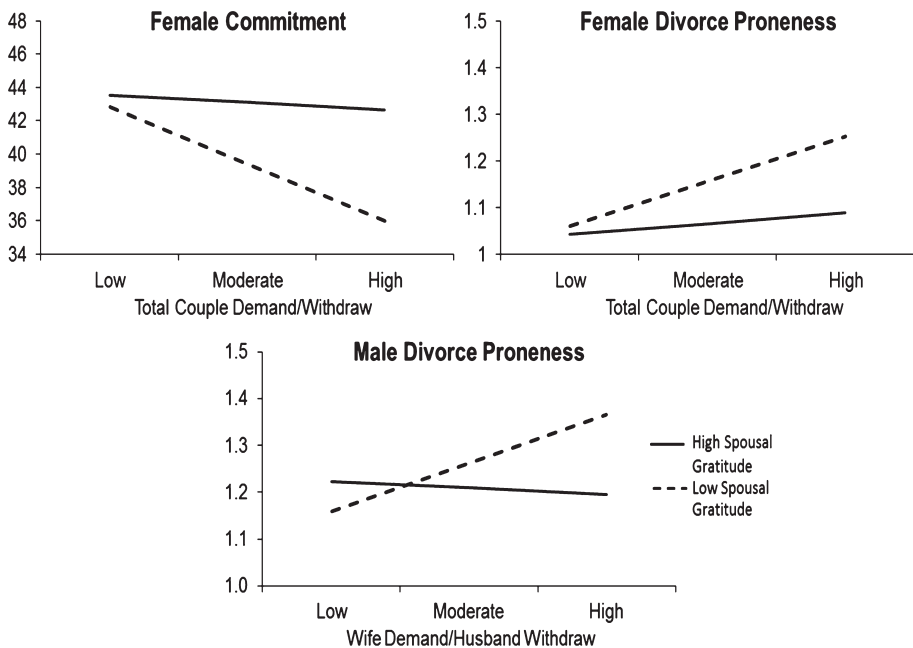 Female Commitment
48
46
44
42
40
38
36
34
Low Moderate High
Total Couple Demand/Withdraw
Female Divorce Proneness
1.5
1.4
1.3
1.2
1.1
1
Low Moderate High
Total Couple Demand/Withdraw
Male Divorce Proneness
1.5
1.4
1.3
1.2
1.1
1.0
Low Moderate High
Wife Demand/Husband Withdraw
High Spousal
Gratitude
Low Spousal
Gratitude